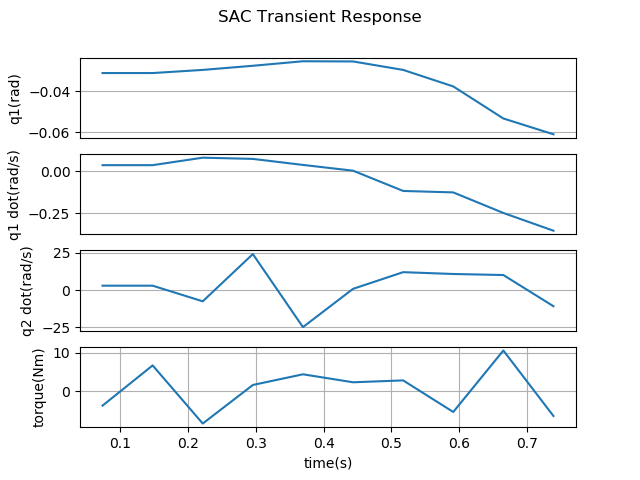 SAC Transient Response
q1(rad)
−0.04
−0.06
q1 dot(rad/s)
0.00
−0.25
q2 dot(rad/s)
25
0
−25
torque(Nm)
10
0
0.1 0.2 0.3 0.4 0.5 0.6 0.7
time(s)